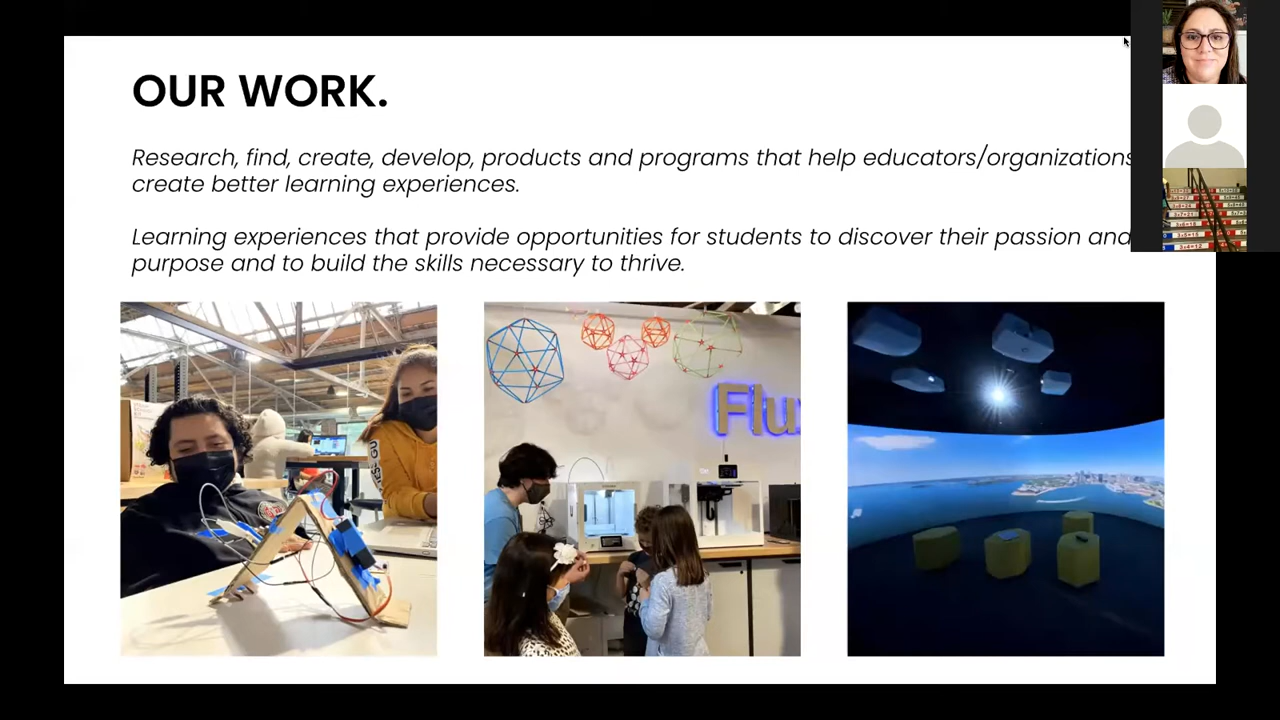 OUR WORK.
Research, find, create, develop, products and programs that help educators/organizations
create better learning experiences.
Learning experiences that provide opportunities for students to discover their passion and
purpose and to build the skills necessary to thrive.
Flu